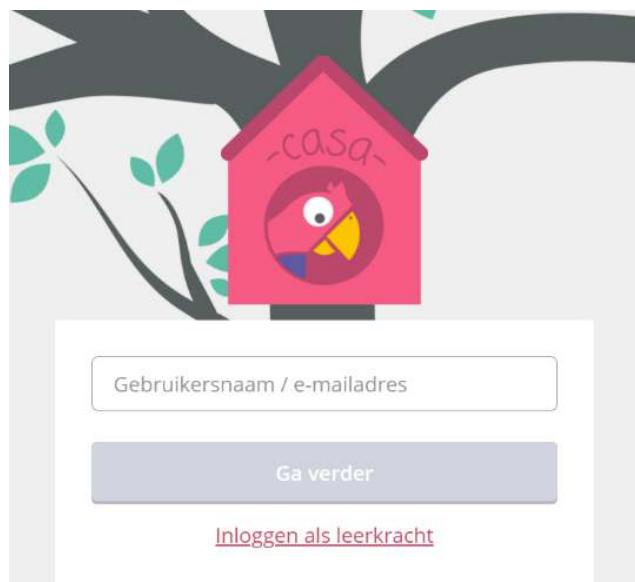 -casa-
Gebruikersnaam / e-mailadres
Ga verder
Inloggen als leerkracht